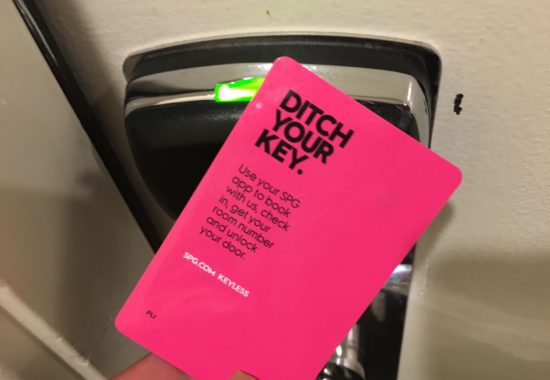 DITCH
YOUR
KEY.
Use your SPG
app to book
with us, check
in, get your
room number
and unlock
your door.
SPG.COM KEYLESS
PLI